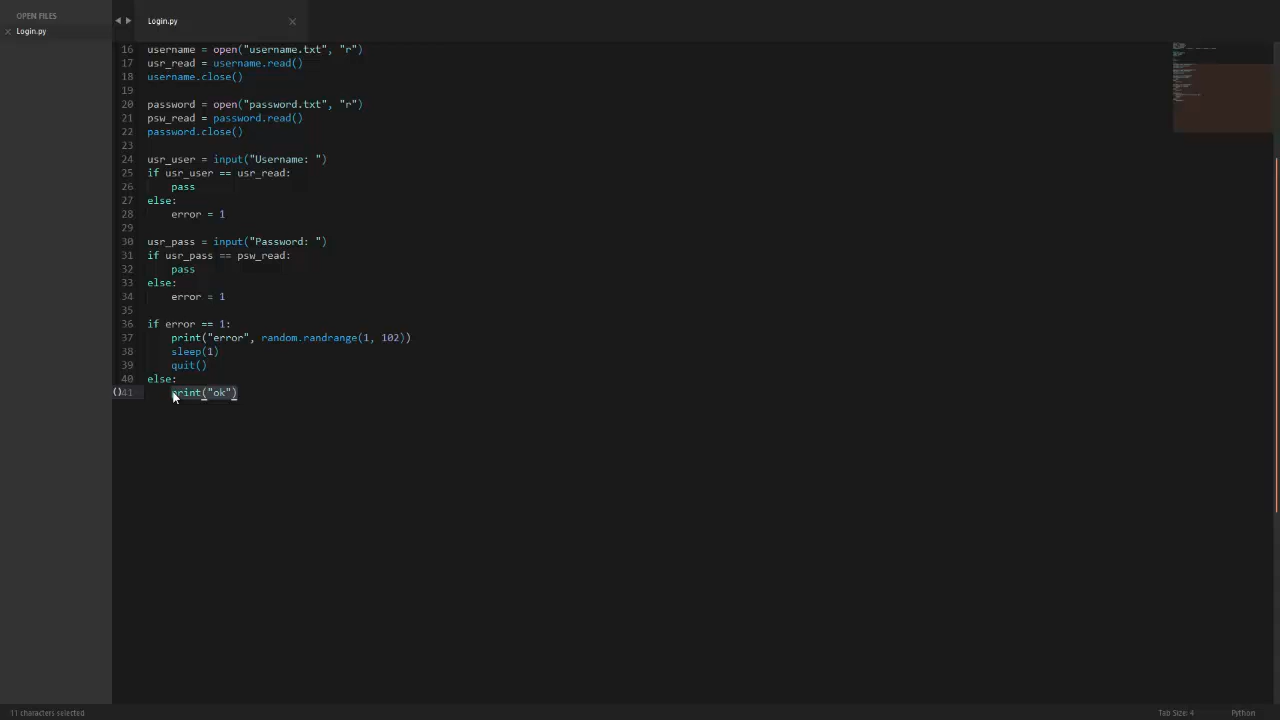 OPEN FILES
Login.py
Login.py
16 username = open("username.txt", "r")
17 usr_read = username.read()
18 username.close()
19
20 password = open("password.txt", "r")
21 psw_read = password.read()
22 password.close()
23
24 usr_user = input("Username: ")
25 if usr_user == usr_read:
26     pass
27 else:
28     error = 1
29
30 usr_pass = input("Password: ")
31 if usr_pass == psw_read:
32     pass
33 else:
34     error = 1
35
36 if error == 1:
37     print("error", random.randrange(1, 102))
38     sleep(1)
39     quit()
40 else:
()41     print("ok")
11 characters selected
Tab Size: 4
Python